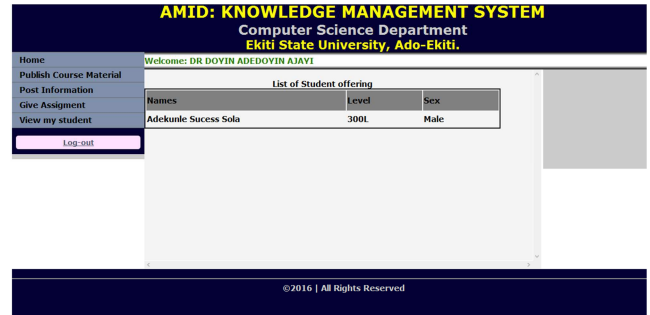 AMID: KNOWLEDGE MANAGEMENT SYSTEM
Computer Science Department
Ekiti State University, Ado-Ekiti.
Home
Publish Course Material
Post Information
Give Assigment
View my student
Log-out
Welcome: DR DOYIN ADEDOYIN AJAYI
List of Student offering
Names Level Sex
Adekunle Sucess Sola 300L Male
©2016 | All Rights Reserved